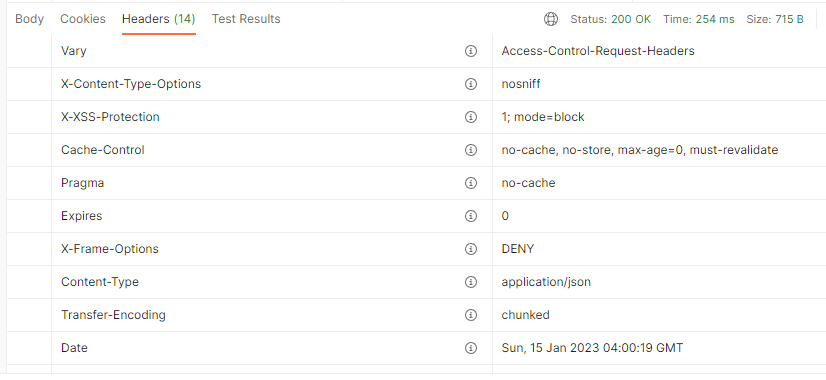 Body Cookies Headers (14) Test Results Status: 200 OK Time: 254 ms Size: 715 B
Vary Access-Control-Request-Headers
X-Content-Type-Options nosniff
X-XSS-Protection 1; mode=block
Cache-Control no-cache, no-store, max-age=0, must-revalidate
Pragma no-cache
Expires 0
X-Frame-Options DENY
Content-Type application/json
Transfer-Encoding chunked
Date Sun, 15 Jan 2023 04:00:19 GMT